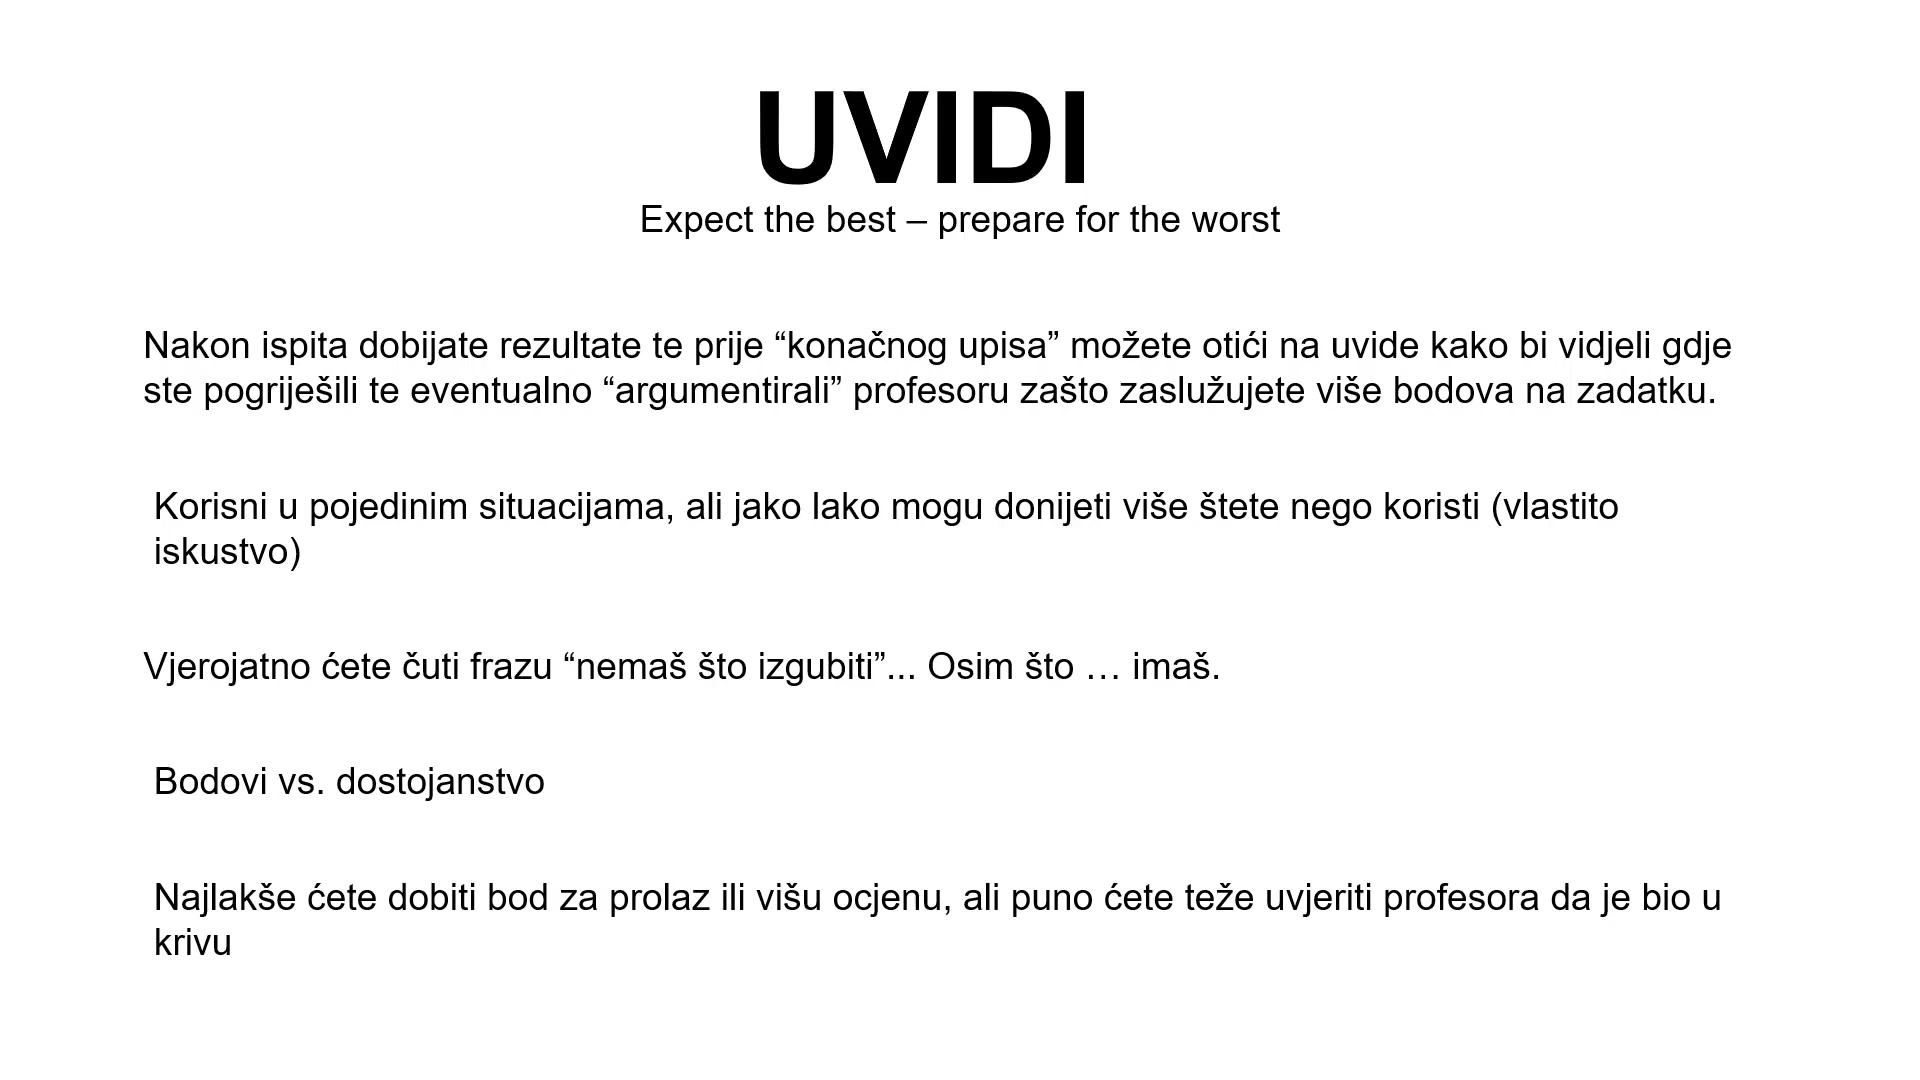 UVIDI
Expect the best – prepare for the worst
Nakon ispita dobijate rezultate te prije “konačnog upisa” možete otići na uvide kako bi vidjeli gdje
ste pogriješili te eventualno “argumentirali” profesoru zašto zaslužujete više bodova na zadatku.
Korisni u pojedinim situacijama, ali jako lako mogu donijeti više štete nego koristi (vlastito
iskustvo)
Vjerojatno ćete čuti frazu “nemaš što izgubiti”... Osim što … imaš.
Bodovi vs. dostojanstvo
Najlakše ćete dobiti bod za prolaz ili višu ocjenu, ali puno ćete teže uvjeriti profesora da je bio u
krivu